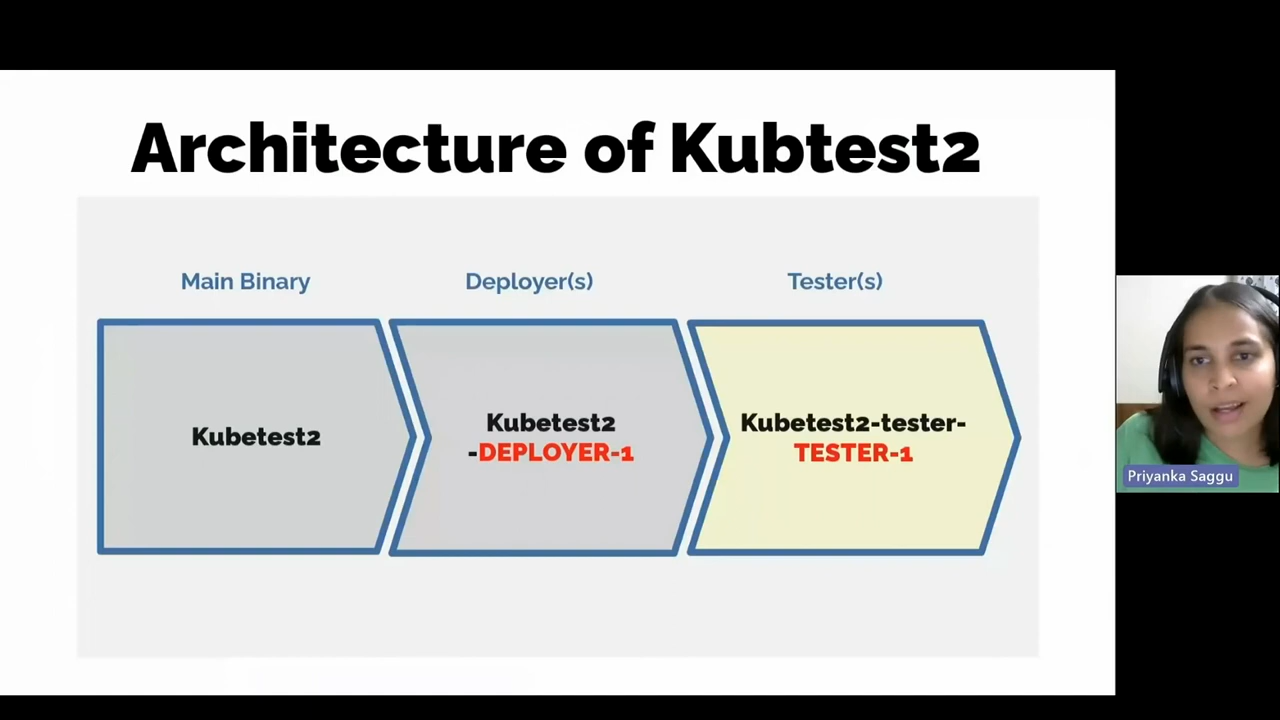 Architecture of Kubtest2
Main Binary
Deployer(s)
Tester(s)
Kubetest2
Kubetest2
-DEPLOYER-1
Kubetest2-tester-
TESTER-1
Priyanka Saggu